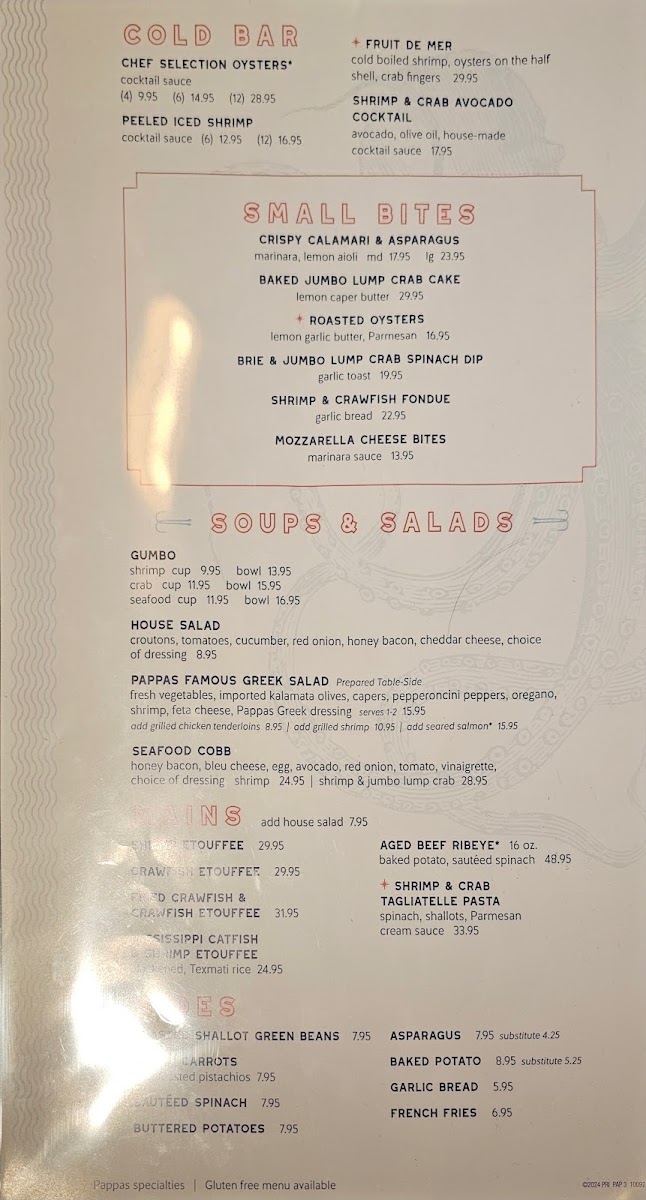 COLD BAR
CHEF SELECTION OYSTERS*
cocktail sauce
(4) 9.95 (6) 14.95 (12) 28.95
PEELED ICED SHRIMP
cocktail sauce (6) 12.95 (12) 16.95
FRUIT DE MER
cold boiled shrimp, oysters on the half
shell, crab fingers 29.95
SHRIMP & CRAB AVOCADO
COCKTAIL
avocado, olive oil, house-made
cocktail sauce 17.95
SMALL BITES
CRISPY CALAMARI & ASPARAGUS
marinara, lemon aioli md 17.95 lg 23.95
BAKED JUMBO LUMP CRAB CAKE
lemon caper butter 29.95
ROASTED OYSTERS
lemon garlic butter, Parmesan 16.95
BRIE & JUMBO LUMP CRAB SPINACH DIP
garlic toast 19.95
SHRIMP & CRAWFISH FONDUE
garlic bread 22.95
MOZZARELLA CHEESE BITES
marinara sauce 13.95
SOUPS & SALADS
GUMBO
shrimp cup 9.95 bowl 13.95
crab cup 11.95 bowl 15.95
seafood cup 11.95 bowl 16.95
HOUSE SALAD
croutons, tomatoes, cucumber, red onion, honey bacon, cheddar cheese, choice
of dressing 8.95
PAPPAS FAMOUS GREEK SALAD Prepared Table-Side
fresh vegetables, imported kalamata olives, capers, pepperoncini peppers, oregano,
shrimp, feta cheese, Pappas Greek dressing serves 1-2 15.95
add grilled chicken tenderloins 8.95 | add grilled shrimp 10.95 | add seared salmon* 15.95
SEAFOOD COBB
honey bacon, bleu cheese, egg, avocado, red onion, tomato, vinaigrette,
choice of dressing shrimp 24.95 | shrimp & jumbo lump crab 28.95
MAINS add house salad 7.95
SHRIMP ETOUFFEE 29.95
CRAWFISH ETOUFFEE 29.95
FRIED CRAWFISH &
CRAWFISH ETOUFFEE 31.95
MISSISSIPPI CATFISH
& SHRIMP ETOUFFEE
blackened, Texmati rice 24.95
AGED BEEF RIBEYE* 16 oz.
baked potato, sautéed spinach 48.95
SHRIMP & CRAB
TAGLIATELLE PASTA
spinach, shallots, Parmesan
cream sauce 33.95
SIDES
SHALLOT GREEN BEANS 7.95
CARROTS
pistachios 7.95
SAUTÉED SPINACH 7.95
BUTTERED POTATOES 7.95
ASPARAGUS 7.95 substitute 4.25
BAKED POTATO 8.95 substitute 5.25
GARLIC BREAD 5.95
FRENCH FRIES 6.95
Pappas specialties | Gluten free menu available
©2024 PRI PAP 3